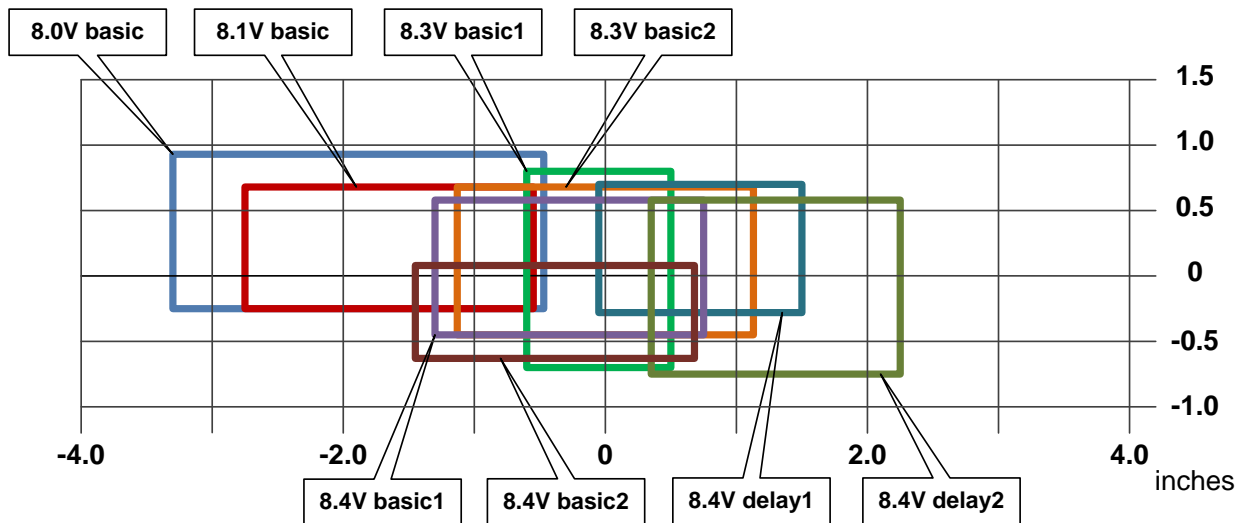 8.0V basic
8.1V basic
8.3V basic1
8.3V basic2
1.5
1.0
0.5
0
-0.5
-1.0
-4.0
-2.0
0
2.0
4.0
inches
8.4V basic1
8.4V basic2
8.4V delay1
8.4V delay2